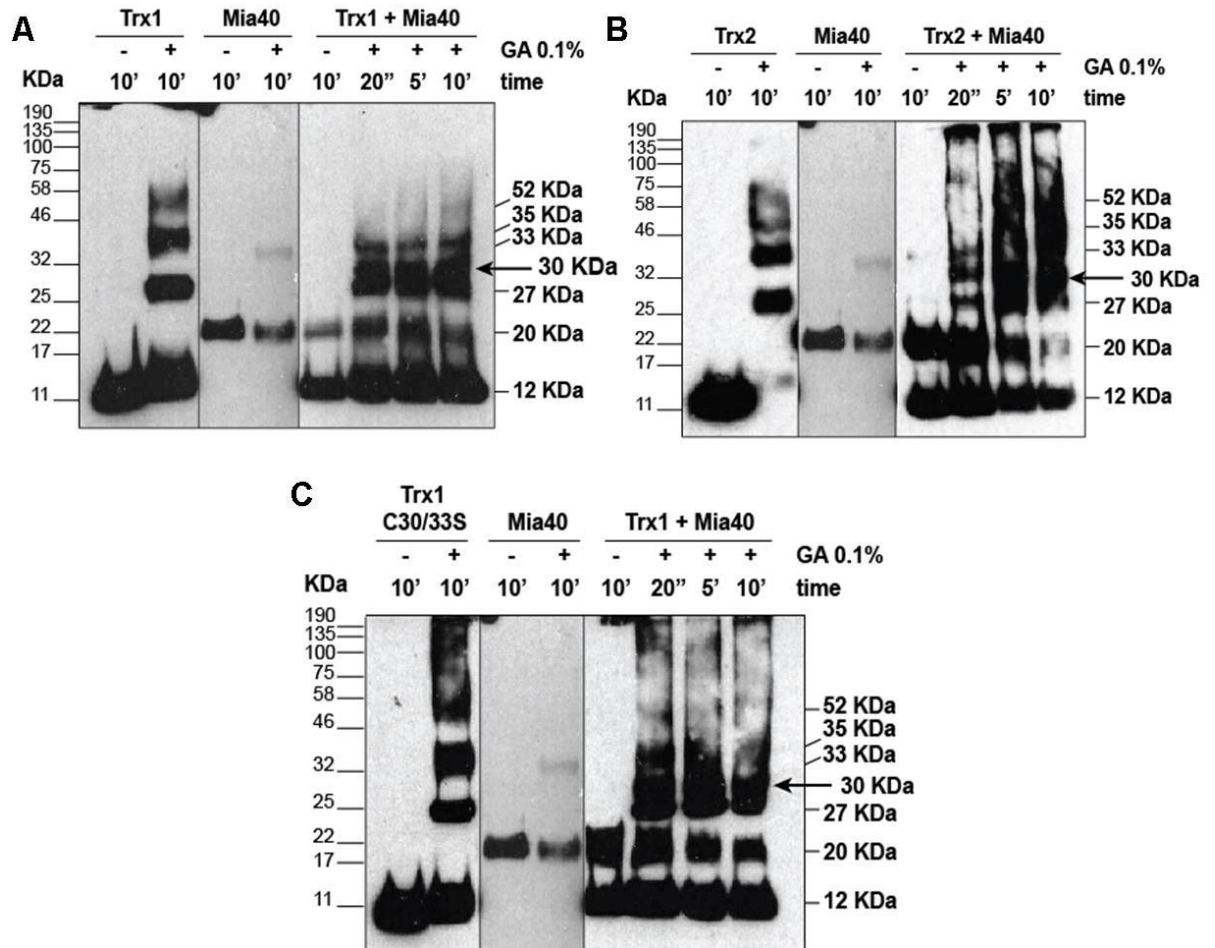 A
Trx1 Mia40 Trx1 + Mia40
- + - + - + + + GA 0.1%
KDa 10’ 10’ 10’ 10’ 10’ 20” 5’ 10’ time
190
135
100
75
58
46
32
25
22
17
11
52 KDa
35 KDa
33 KDa
30 KDa
27 KDa
20 KDa
12 KDa
B
Trx2 Mia40 Trx2 + Mia40
- + - + - + + + GA 0.1%
KDa 10’ 10’ 10’ 10’ 10’ 20” 5’ 10’ time
190
135
100
75
58
46
32
25
22
17
11
52 KDa
35 KDa
33 KDa
30 KDa
27 KDa
20 KDa
12 KDa
C
Trx1
C30/33S Mia40 Trx1 + Mia40
- + - + - + + + GA 0.1%
KDa 10’ 10’ 10’ 10’ 10’ 20” 5’ 10’ time
190
135
100
75
58
46
32
25
22
17
11
52 KDa
35 KDa
33 KDa
30 KDa
27 KDa
20 KDa
12 KDa